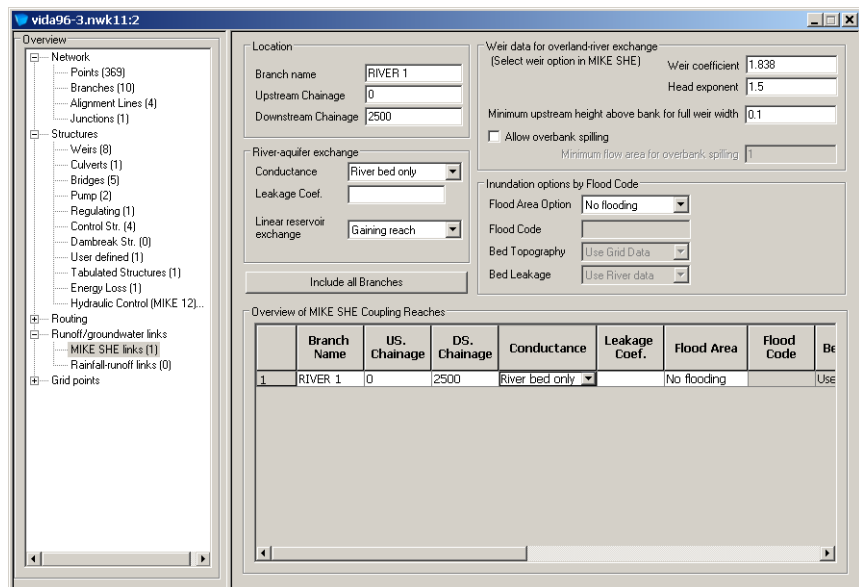 vida96-3.nwk11:2
Overview
Network
Points (369)
Branches (10)
Alignment Lines (4)
Junctions (1)
Structures
Weirs (8)
Culverts (1)
Bridges (5)
Pump (2)
Regulating (1)
Control Str. (4)
Dambreak Str. (0)
User defined (1)
Tabulated Structures (1)
Energy Loss (1)
Hydraulic Control (MIKE 12)...
Routing
Runoff/groundwater links
MIKE SHE links (1)
Rainfall-runoff links (0)
Grid points
Location
Branch name RIVER 1
Upstream Chainage 0
Downstream Chainage 2500
River-aquifer exchange
Conductance River bed only
Leakage Coef.
Linear reservoir
exchange Gaining reach
Include all Branches
Weir data for overland-river exchange
(Select weir option in MIKE SHE) Weir coefficient 1.838
Head exponent 1.5
Minimum upstream height above bank for full weir width 0.1
Allow overbank spilling
Minimum flow area for overbank spilling 1
Inundation options by Flood Code
Flood Area Option No flooding
Flood Code
Bed Topography Use Grid Data
Bed Leakage Use River data
Overview of MIKE SHE Coupling Reaches
Branch Name US. Chainage DS. Chainage Conductance Leakage Coef. Flood Area Flood Code Be
1 RIVER 1 0 2500 River bed only No flooding Use